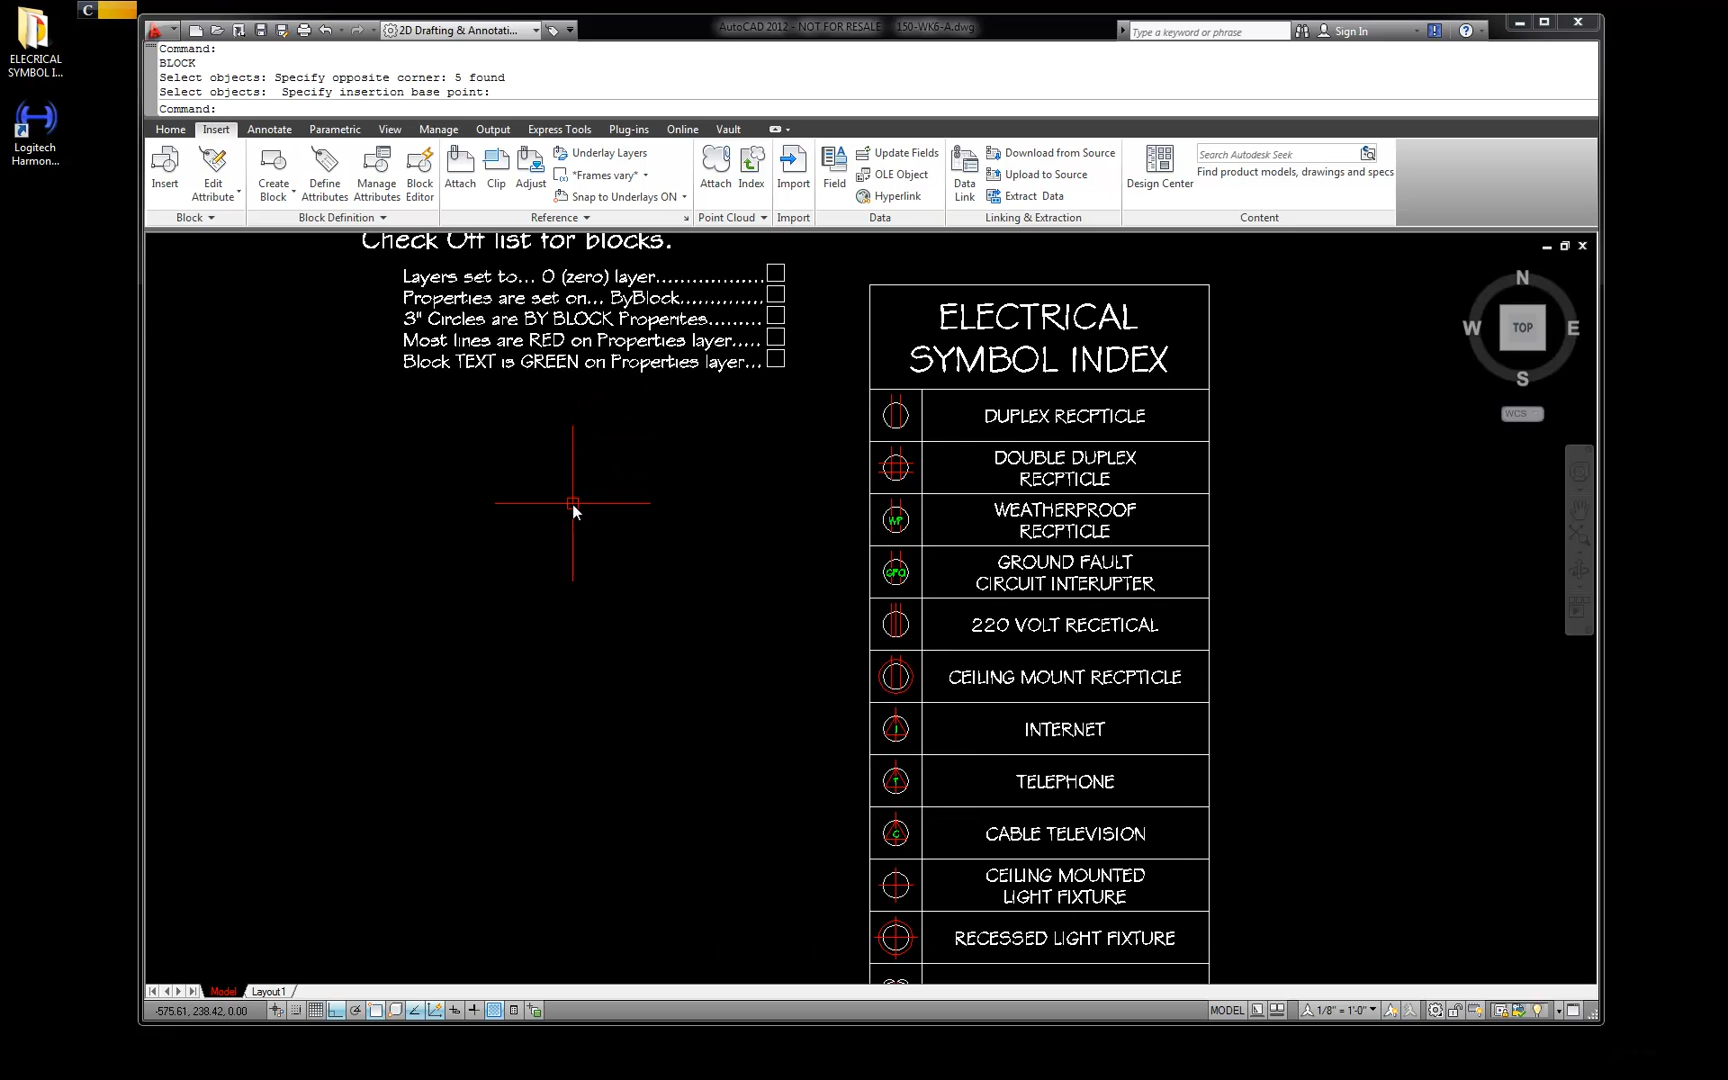 C
ELECRICAL
SYMBOL I...
Logitech
Harmon...
2D Drafting & Annotati...
AutoCAD 2012 - NOT FOR RESALE 150-WK6-A.dwg
Type a keyword or phrase
Sign In
Command:
BLOCK
Select objects: Specify opposite corner: 5 found
Select objects:  Specify insertion base point:
Command:
Home Insert Annotate Parametric View Manage Output Express Tools Plug-ins Online Vault
Insert
Edit
Attribute
Create
Block
Define
Attributes
Manage
Attributes
Block
Editor
Attach
Clip
Adjust
Underlay Layers
*Frames vary*
Snap to Underlays ON
Attach
Index
Import
Field
Update Fields
OLE Object
Hyperlink
Data
Link
Download from Source
Upload to Source
Extract Data
Design Center
Search Autodesk Seek
Find product models, drawings and specs
Block Block Definition Reference Point Cloud Import Data Linking & Extraction Content
Check Off list for blocks.
Layers set to... 0 (zero) layer..................
Properties are set on... ByBlock..............
3" Circles are BY BLOCK Properites.........
Most lines are RED on Properties layer.....
Block TEXT is GREEN on Properties layer...
N
W TOP E
S
WCS
ELECTRICAL
SYMBOL INDEX
DUPLEX RECPTICLE
DOUBLE DUPLEX
RECPTICLE
WP
WEATHERPROOF
RECPTICLE
GROUND FAULT
CIRCUIT INTERUPTER
220 VOLT RECETICAL
CEILING MOUNT RECPTICLE
I INTERNET
T TELEPHONE
C CABLE TELEVISION
CEILING MOUNTED
LIGHT FIXTURE
RECESSED LIGHT FIXTURE
Model Layout1
-575.61, 238.42, 0.00
MODEL
1/8" = 1'-0"